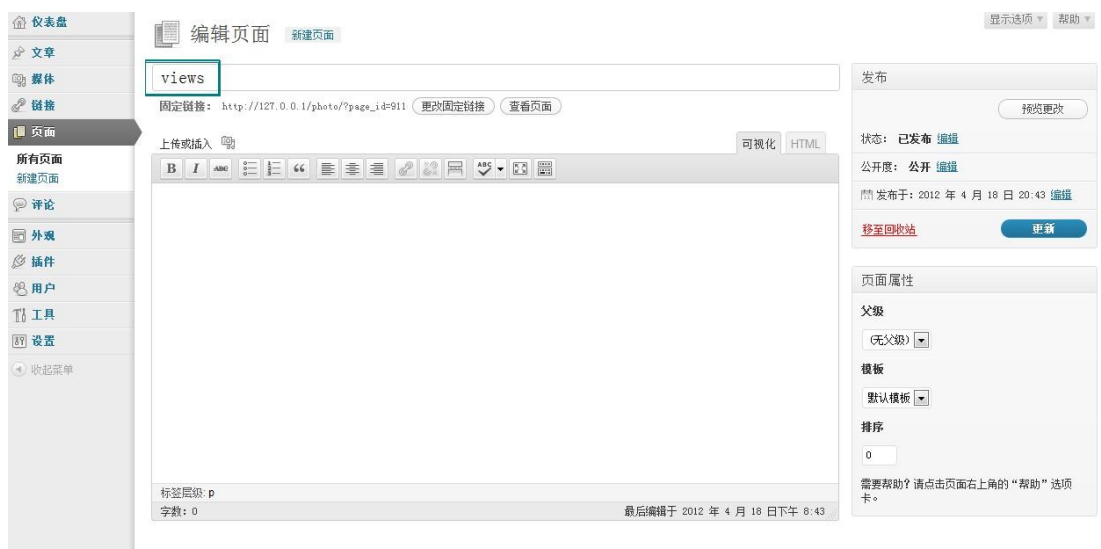 仪表盘
文章
媒体
链接
页面
所有页面
新建页面
评论
外观
插件
用户
工具
设置
收起菜单
显示选项 帮助
编辑页面 新建页面
views
固定链接: http://127.0.0.1/photo/?page_id=911 更改固定链接 查看页面
上传或插入
可视化 HTML
B I ABC ABC
标签层级: p
字数: 0
最后编辑于 2012 年 4 月 18 日下午 8:43
发布
预览更改
状态: 已发布 编辑
公开度: 公开 编辑
发布于: 2012 年 4 月 18 日 20:43 编辑
移至回收站 更新
页面属性
父级
(无父级)
模板
默认模板
排序
0
需要帮助? 请点击页面右上角的“帮助”选项
卡。